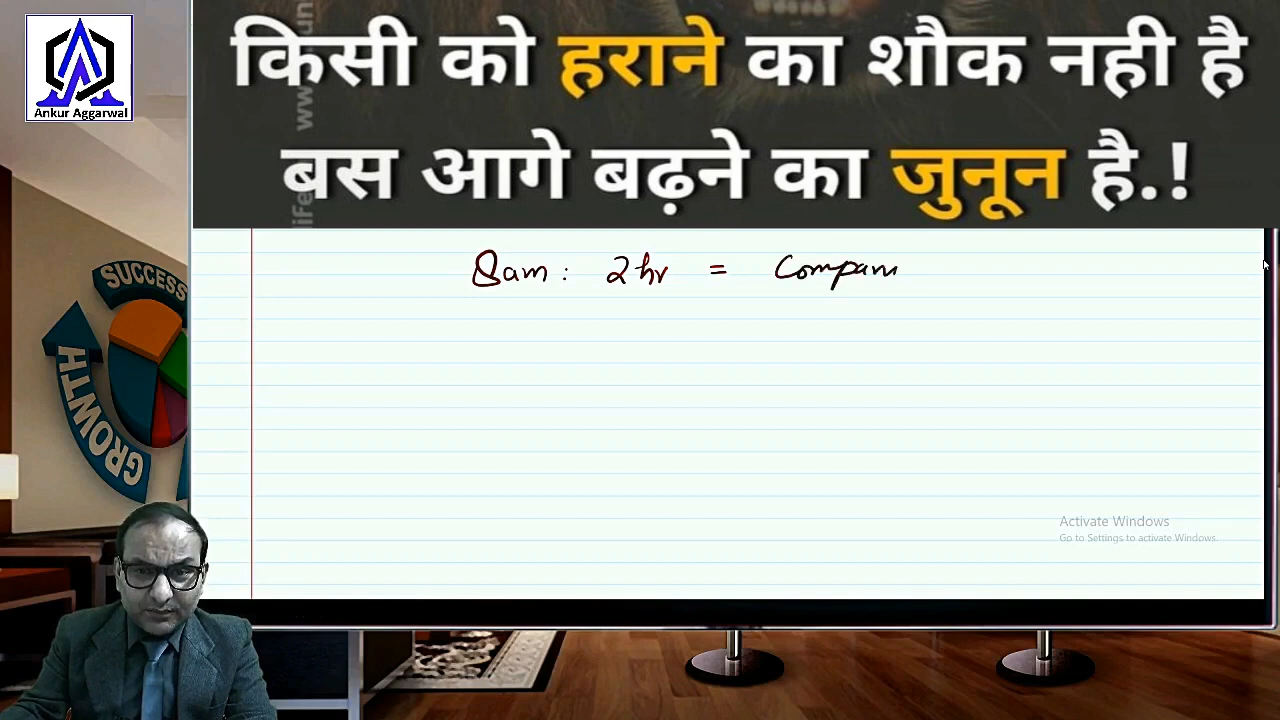 Ankur Aggarwal
किसी को हराने का शौक नही है
बस आगे बढ़ने का जुनून है.!
8am : 2hr = Compan
SUCCESS
GROWTH
Activate Windows
Go to Settings to activate Windows.